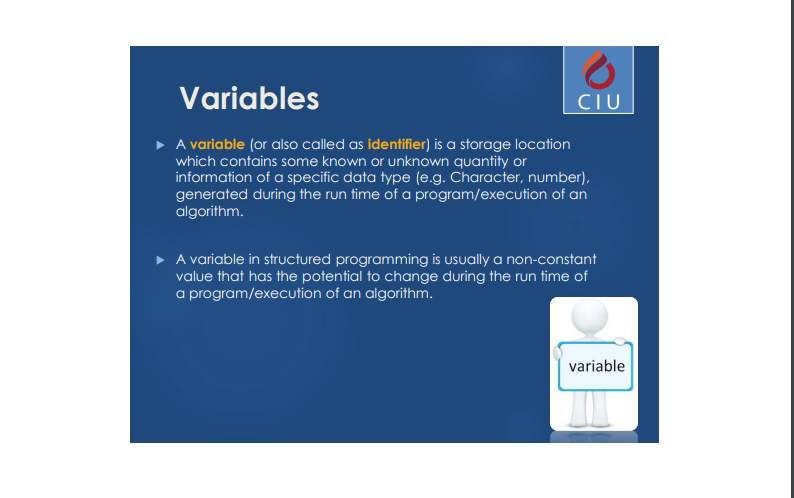 CIU
Variables
A variable (or also called as identifier) is a storage location
which contains some known or unknown quantity or
information of a specific data type (e.g. Character, number),
generated during the run time of a program/execution of an
algorithm.
A variable in structured programming is usually a non-constant
value that has the potential to change during the run time of
a program/execution of an algorithm.
variable